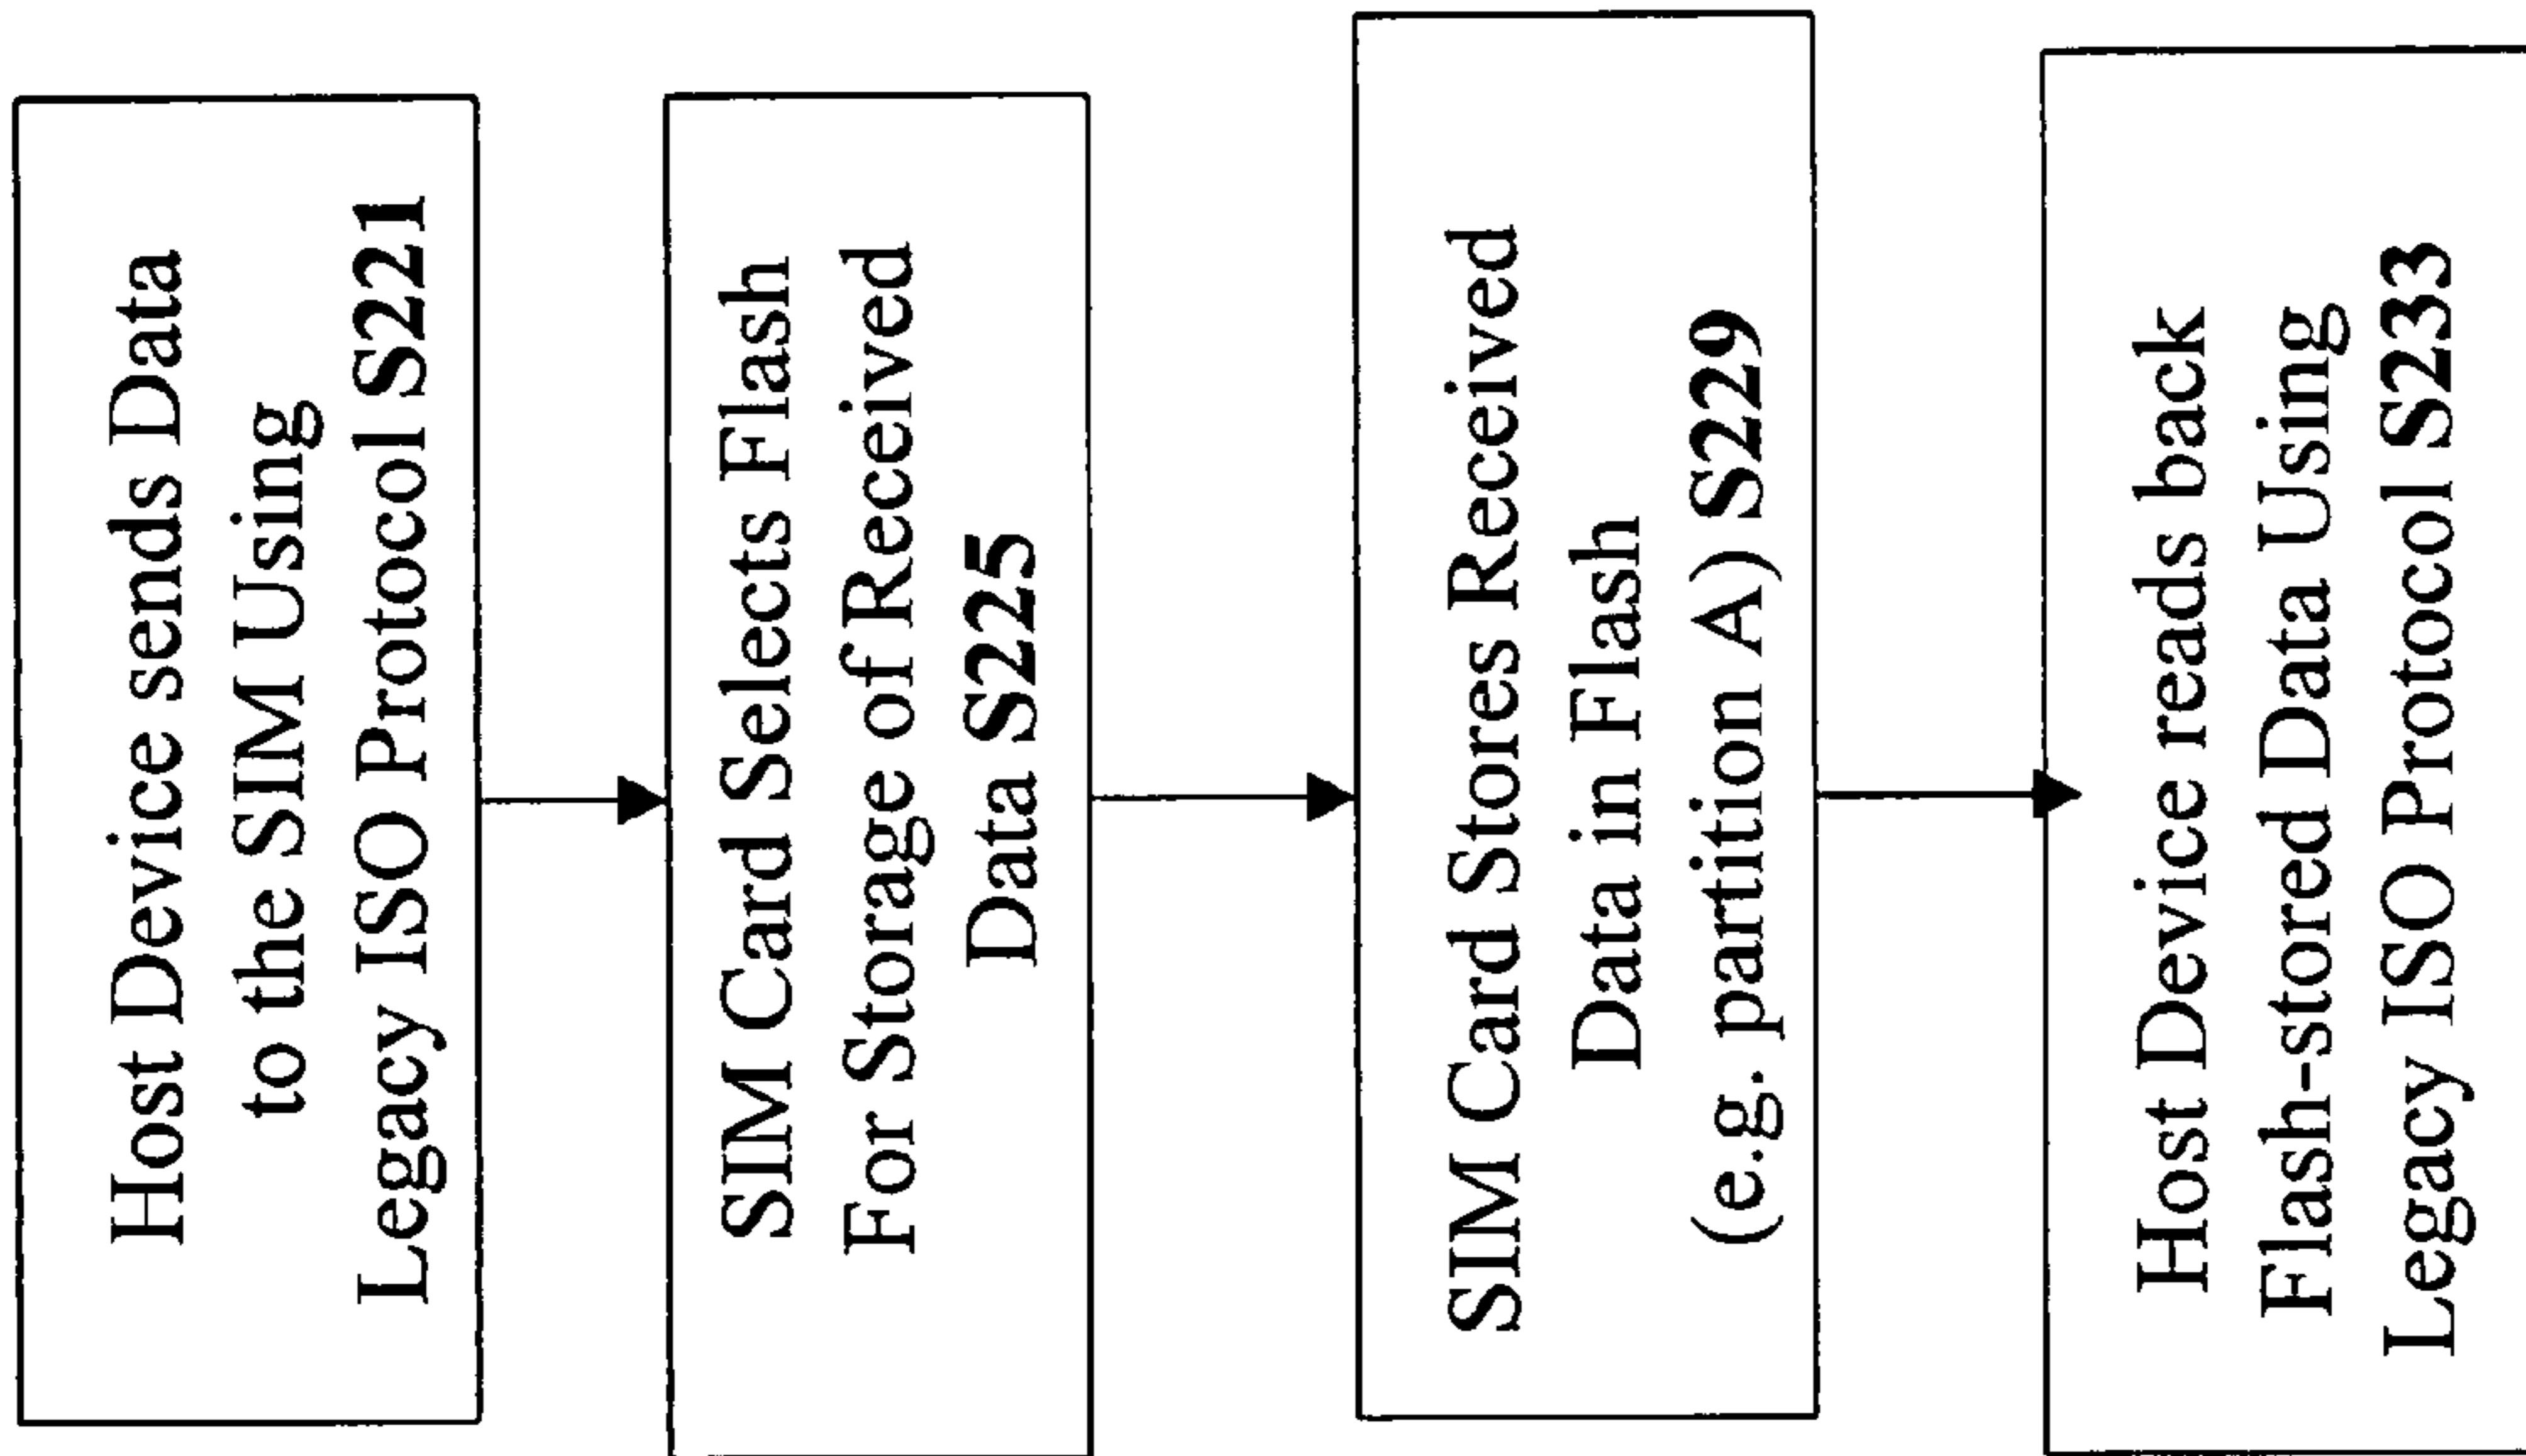 Host Device sends Data
to the SIM Using
Legacy ISO Protocol S221
SIM Card Selects Flash
For Storage of Received
Data S225
SIM Card Stores Received
Data in Flash
(e.g. partition A) S229
Host Device reads back
Flash-stored Data Using
Legacy ISO Protocol S233